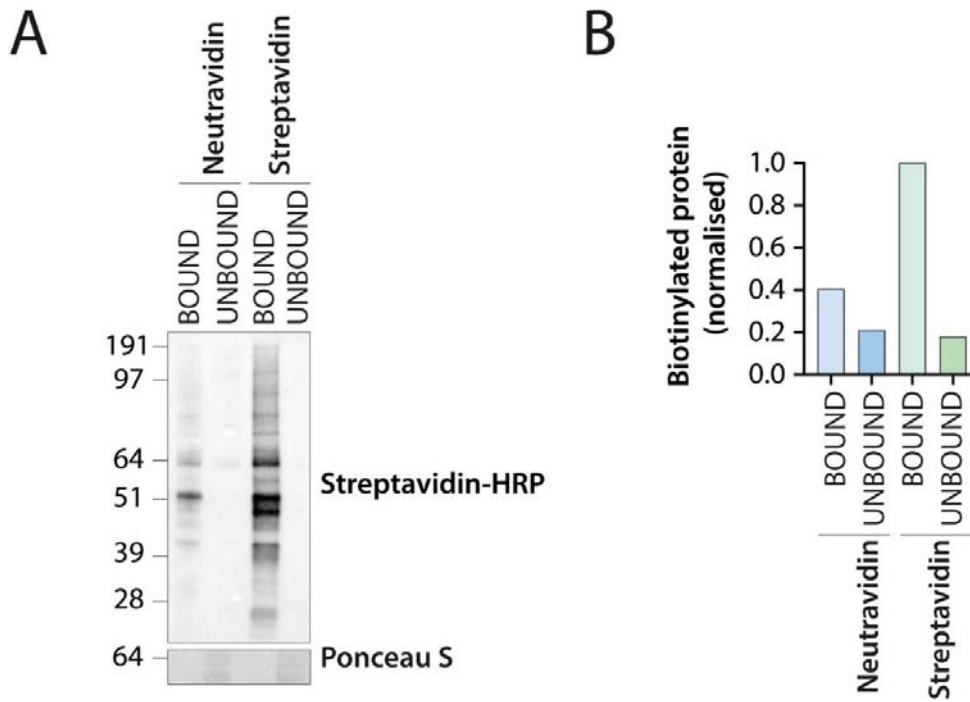 A
Neutravidin
Streptavidin
BOUND
UNBOUND
BOUND
UNBOUND
191
97
64
51
39
28
64
Streptavidin-HRP
Ponceau S
B
Biotinylated protein
(normalised)
1.0
0.8
0.6
0.4
0.2
0.0
BOUND
UNBOUND
BOUND
UNBOUND
Neutravidin
Streptavidin